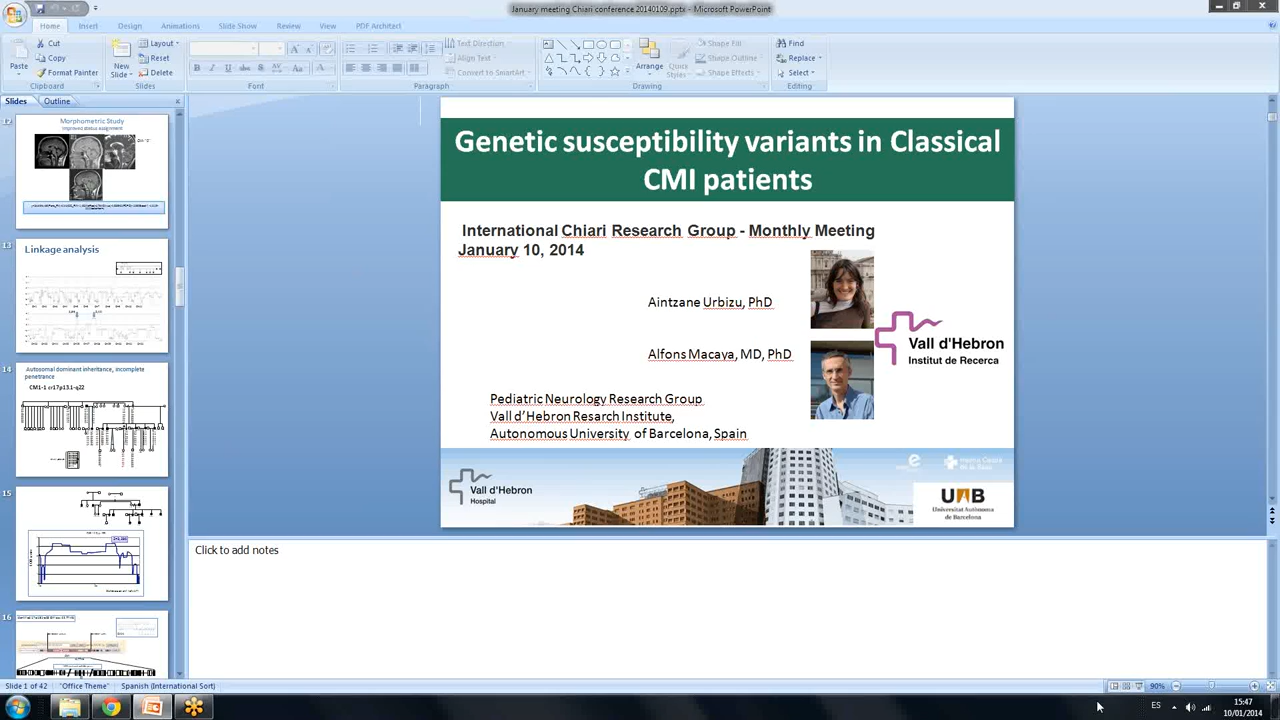 January meeting Chiari conference 20140109.pptx - Microsoft PowerPoint
Home Insert Design Animations Slide Show Review View PDF Architect
Cut Layout Text Direction Shape Fill Find
Copy Reset Align Text Shape Outline Replace
Paste Format Painter New Slide Delete Convert to SmartArt Arrange Quick Styles Shape Effects Select
Clipboard Slides Font Paragraph Drawing Editing
Slides Outline
Morphometric Study
13
Linkage analysis
14
Autosomal dominant inheritance, incomplete
penetrance
15
16
Genetic susceptibility variants in Classical
CMI patients
International Chiari Research Group - Monthly Meeting
January 10, 2014
Aintzane Urbizu, PhD
Alfons Macaya, MD, PhD
Vall d'Hebron
Institut de Recerca
Pediatric Neurology Research Group
Vall d'Hebron Resarch Institute,
Autonomous University of Barcelona, Spain
Vall d'Hebron
Hospital
UAB
Universitat Autònoma
de Barcelona
Click to add notes
Slide 1 of 42 "Office Theme" Spanish (International Sort) 90%
ES 15:47
10/01/2014